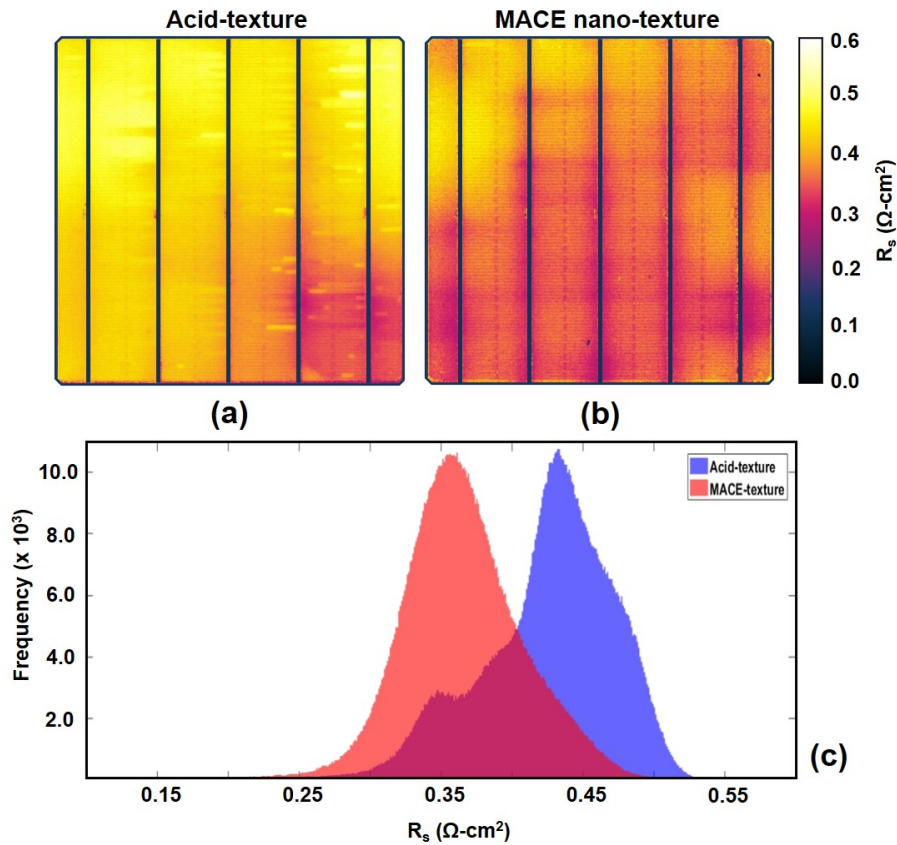 Acid-texture
MACE nano-texture
0.6
0.5
0.4
0.3
0.2
0.1
0.0
Rₛ (Ω-cm²)
(a)
(b)
10.0
8.0
6.0
4.0
2.0
Frequency (x 10³)
Acid-texture
MACE-texture
(c)
0.15
0.25
0.35
0.45
0.55
Rₛ (Ω-cm²)